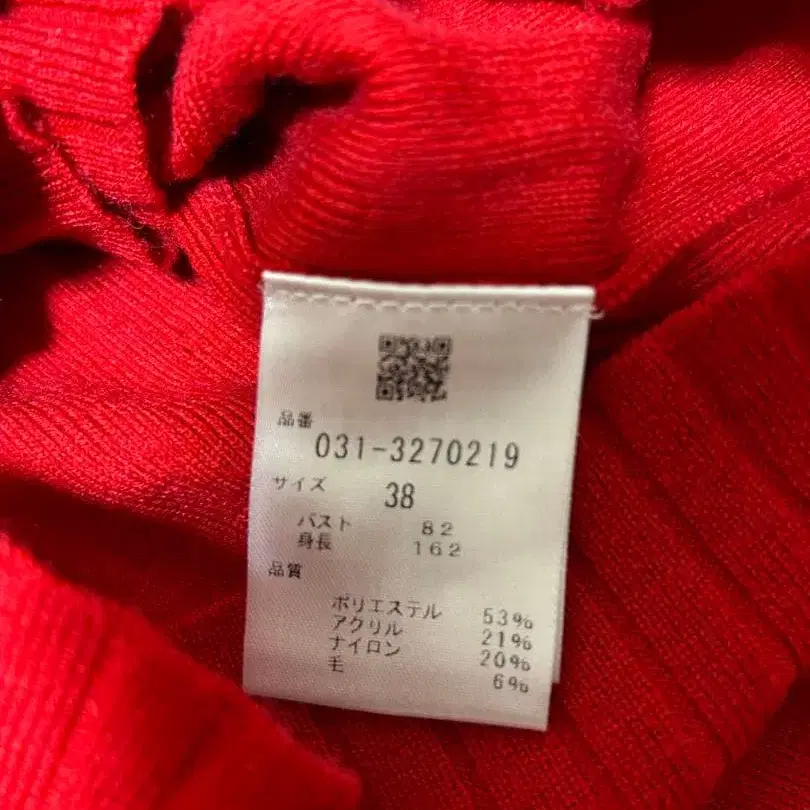 品番
031-3270219
サイズ 38
バスト 82
身長 162
品質
ポリエステル 53%
アクリル 21%
ナイロン 20%
毛 6%